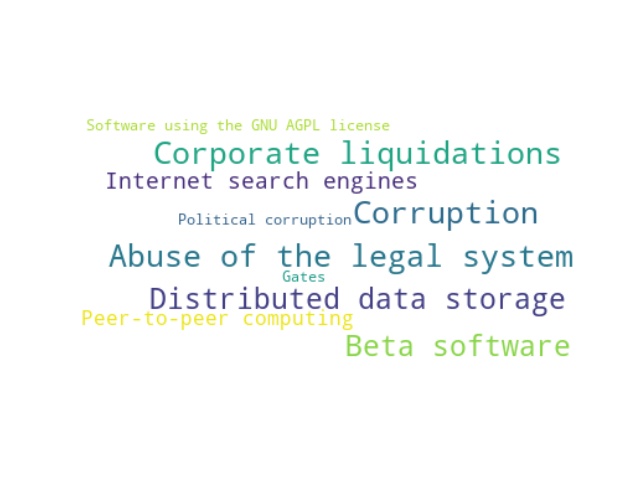 Software using the GNU AGPL license
Corporate liquidations
Internet search engines
Political corruption Corruption
Abuse of the legal system
Gates
Distributed data storage
Peer-to-peer computing
Beta software